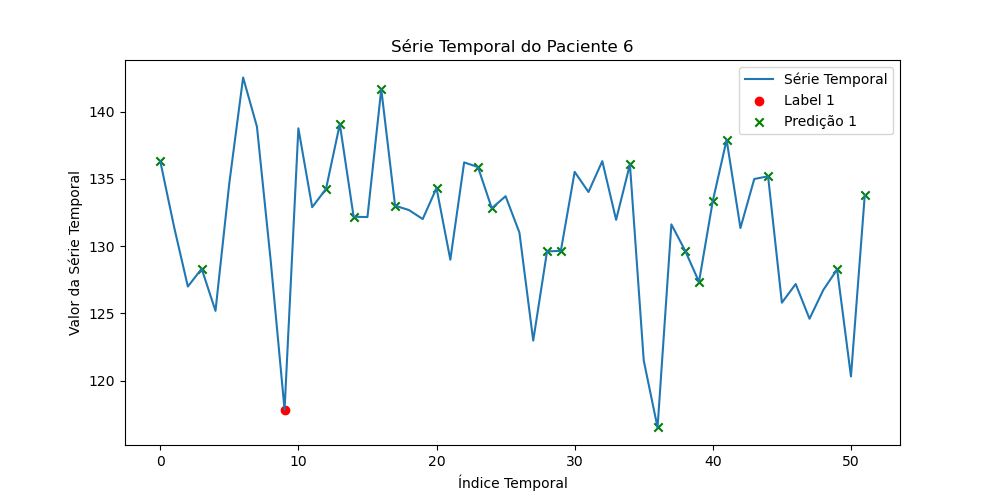 Série Temporal do Paciente 6
Série Temporal
Label 1
Predição 1
Valor da Série Temporal
140
135
130
125
120
0
10
20
30
40
50
Índice Temporal